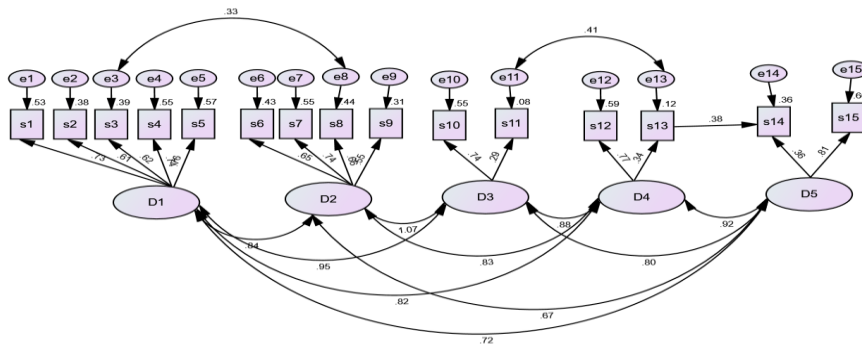 .33
.41
e1 e2 e3 e4 e5 e6 e7 e8 e9 e10 e11 e12 e13 e14 e15
.53 .38 .39 .55 .57 .43 .55 .44 .31 .55 .08 .59 .12 .36
s1 s2 s3 s4 s5 s6 s7 s8 s9 s10 s11 s12 s13 s14 s15
.38
.73 .61 .62 .65 .74 .74 .29 .77 .34 .36 .81
D1 D2 D3 D4 D5
.84 1.07 .88 .92
.95 .83 .80
.82 .67
.72